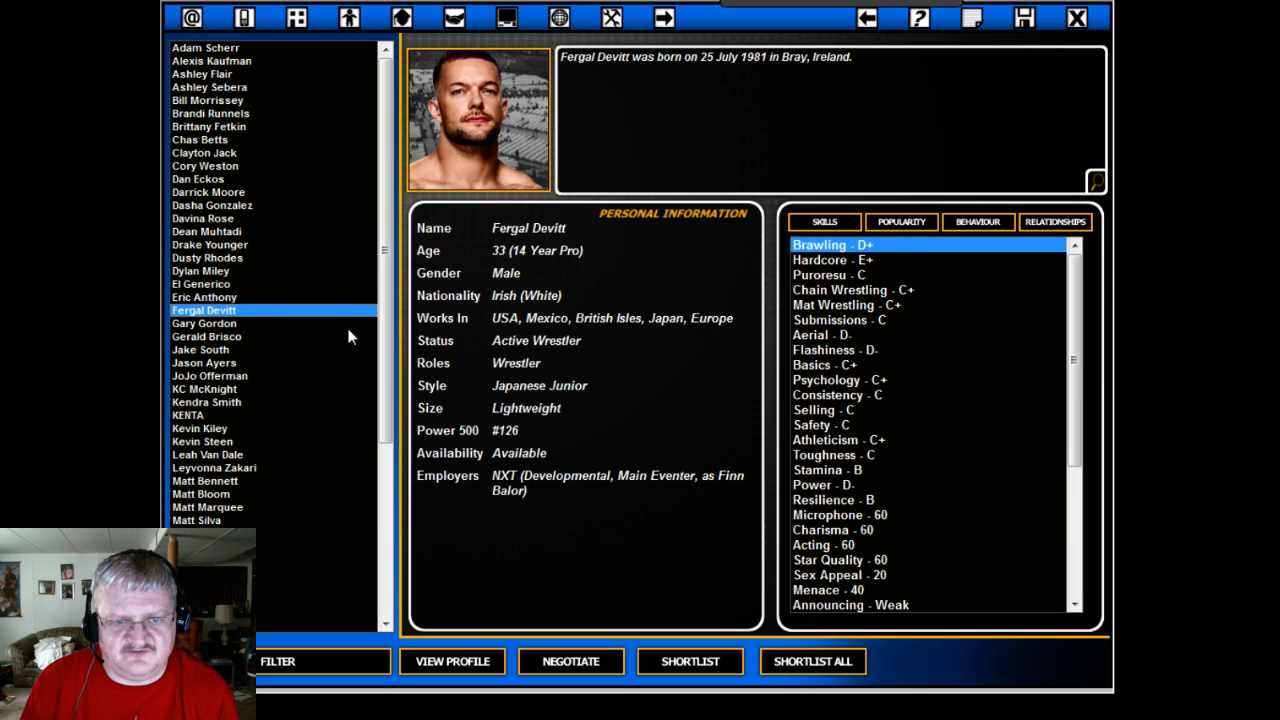 Adam Scherr
Alexis Kaufman
Ashley Flair
Ashley Sebera
Bill Morrissey
Brandi Runnels
Brittany Fetkin
Chas Betts
Clayton Jack
Cory Weston
Dan Eckos
Darrick Moore
Dasha Gonzalez
Davina Rose
Dean Muhtadi
Drake Younger
Dusty Rhodes
Dylan Miley
El Generico
Eric Anthony
Fergal Devitt
Gary Gordon
Gerald Brisco
Jake South
Jason Ayers
JoJo Offerman
KC McKnight
Kendra Smith
KENTA
Kevin Kiley
Kevin Steen
Leah Van Dale
Leyvonna Zakari
Matt Bennett
Matt Bloom
Matt Marquee
Matt Silva
Fergal Devitt was born on 25 July 1981 in Bray, Ireland.
PERSONAL INFORMATION
Name Fergal Devitt
Age 33 (14 Year Pro)
Gender Male
Nationality Irish (White)
Works In USA, Mexico, British Isles, Japan, Europe
Status Active Wrestler
Roles Wrestler
Style Japanese Junior
Size Lightweight
Power 500 #126
Availability Available
Employers NXT (Developmental, Main Eventer, as Finn
Balor)
SKILLS POPULARITY BEHAVIOUR RELATIONSHIPS
Brawling - D+
Hardcore - E+
Puroresu - C
Chain Wrestling - C+
Mat Wrestling - C+
Submissions - C
Aerial - D-
Flashiness - D-
Basics - C+
Psychology - C+
Consistency - C
Selling - C
Safety - C
Athleticism - C+
Toughness - C
Stamina - B
Power - D-
Resilience - B
Microphone - 60
Charisma - 60
Acting - 60
Star Quality - 60
Sex Appeal - 20
Menace - 40
Announcing - Weak
FILTER VIEW PROFILE NEGOTIATE SHORTLIST SHORTLIST ALL